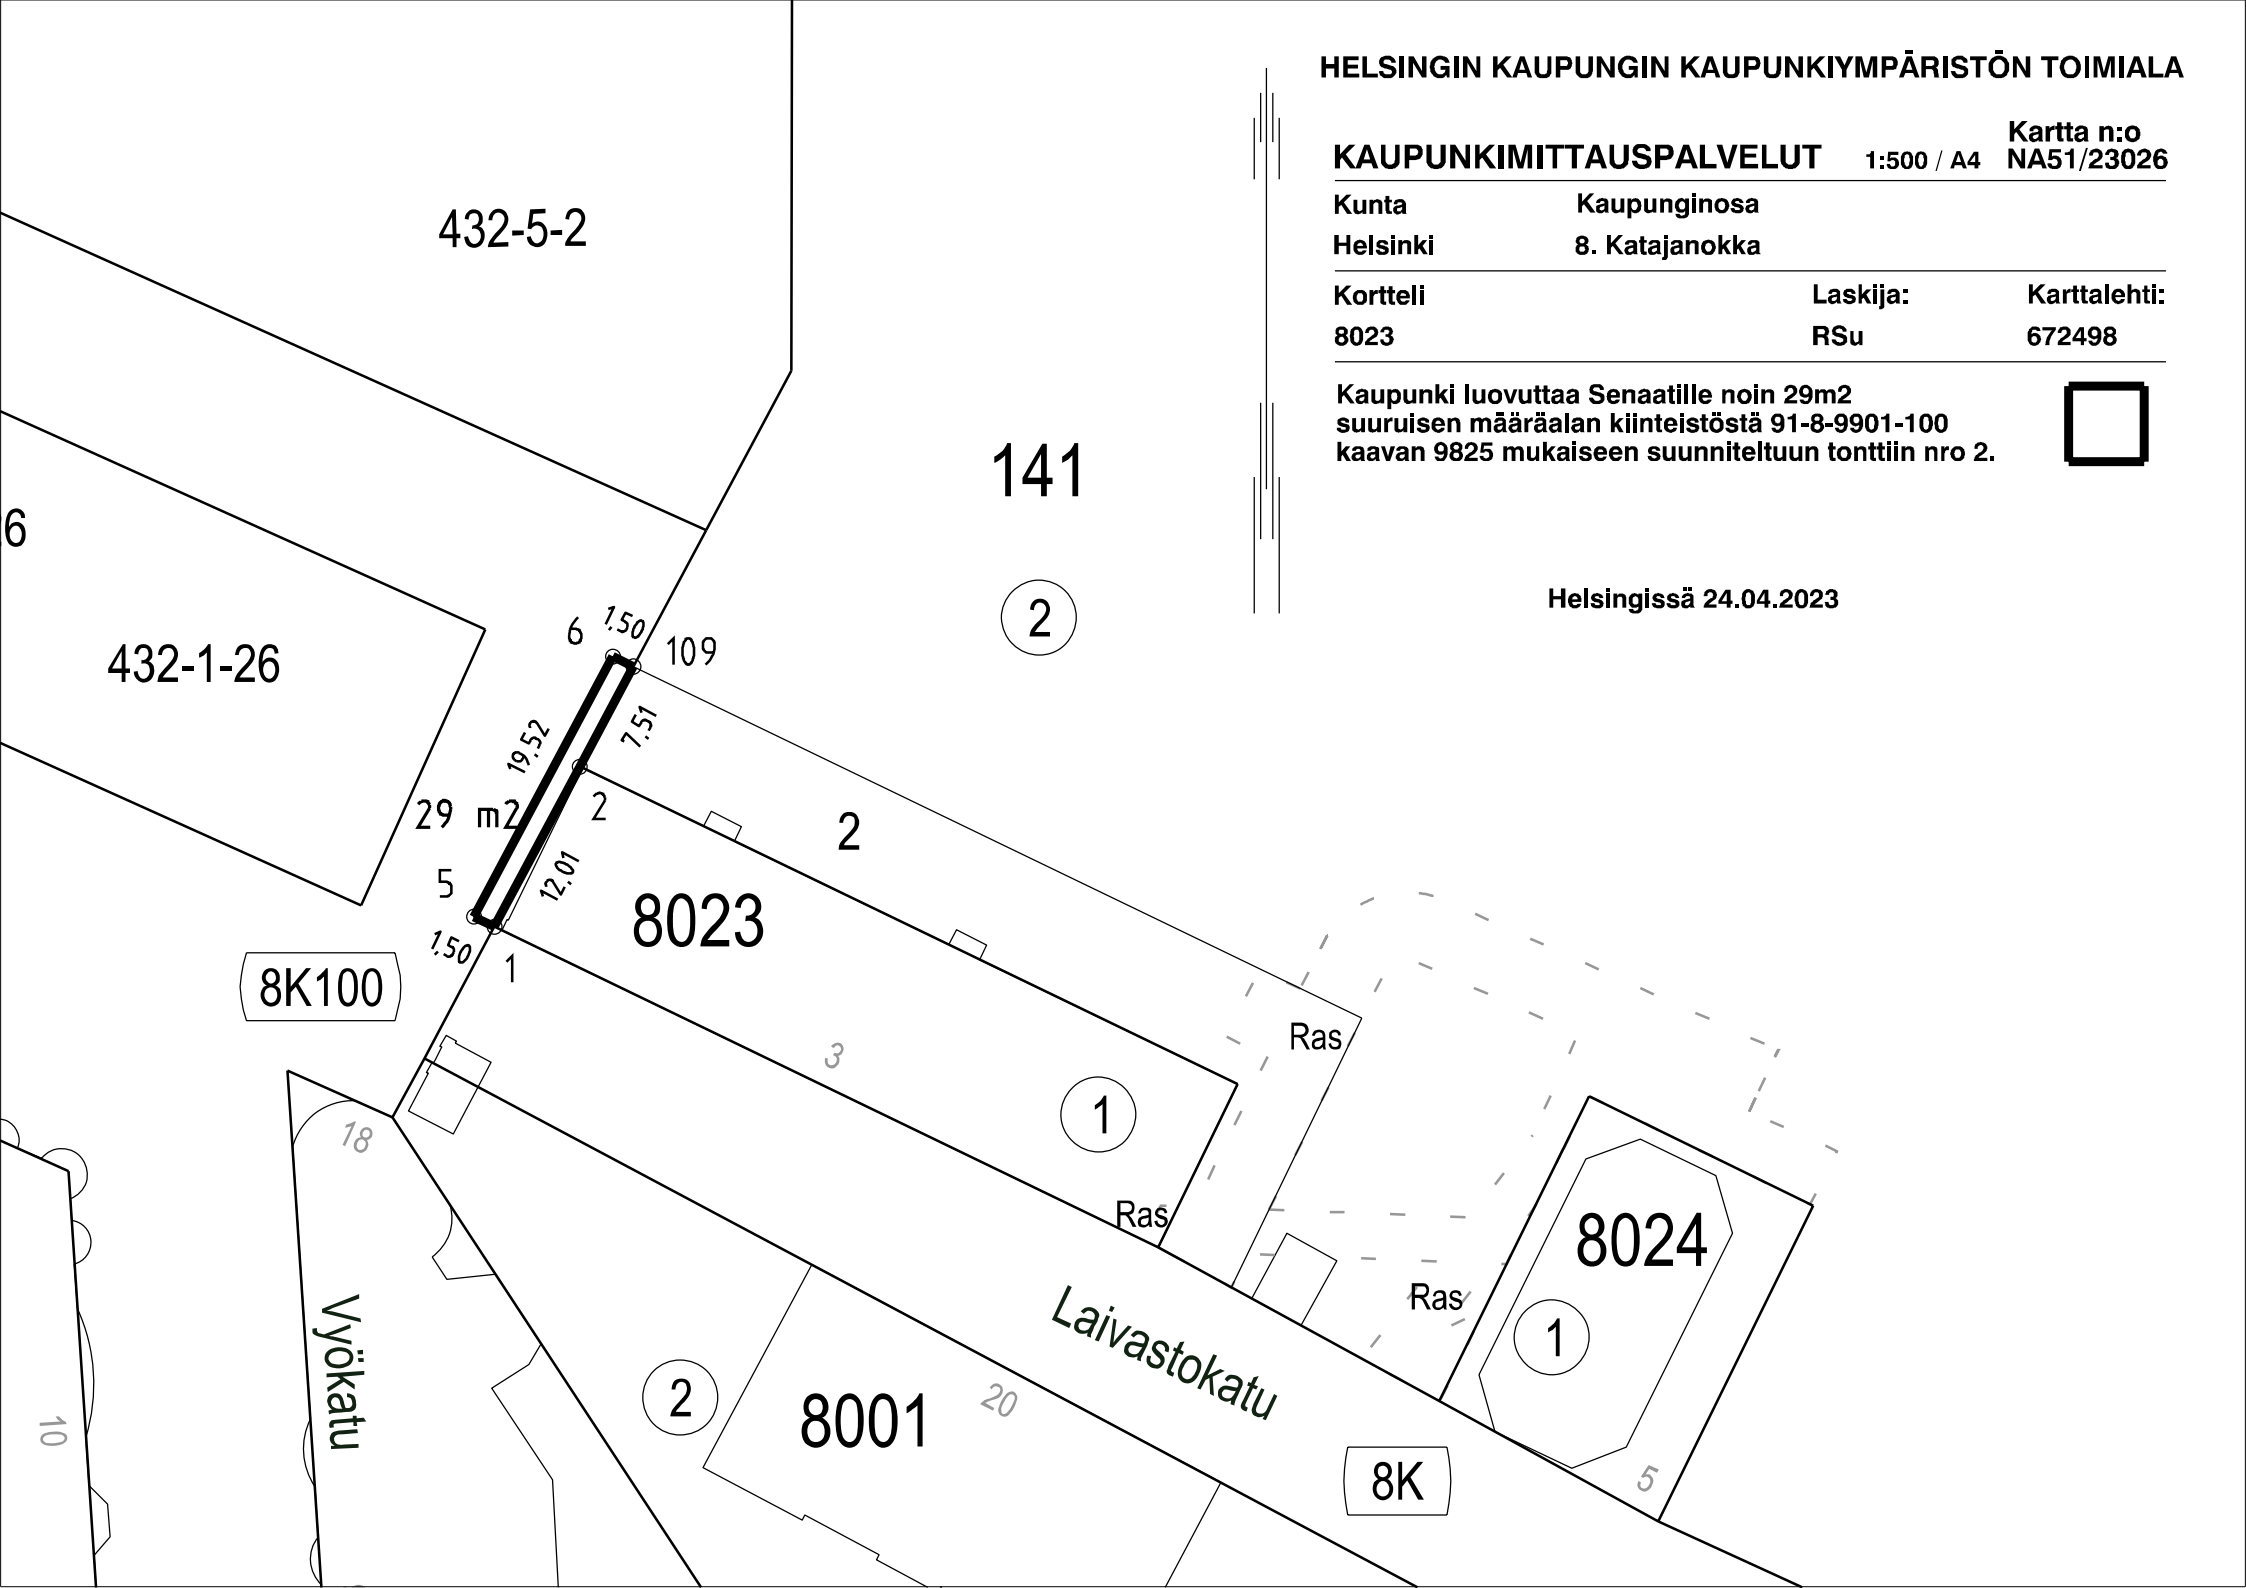 HELSINGIN KAUPUNGIN KAUPUNKIYMPÄRISTÖN TOIMIALA
KAUPUNKIMITTAUSPALVELUT 1:500 / A4 Kartta n:o NA51/23026
Kunta Kaupunginosa
Helsinki 8. Katajanokka
Kortteli Laskija: Karttalehti:
8023 RSu 672498
Kaupunki luovuttaa Senaatille noin 29m2
suuruisen määräalan kiinteistöstä 91-8-9901-100
kaavan 9825 mukaiseen suunniteltuun tonttiin nro 2.
Helsingissä 24.04.2023
432-5-2
141
2
6
432-1-26
6
1,50
109
19,52
7,51
29 m2
2
2
5
12,01
8023
1,50
1
8K100
3
Ras
1
18
Ras
8024
Ras
1
Laivastokatu
Vyökatu
2
20
8001
10
8K
5